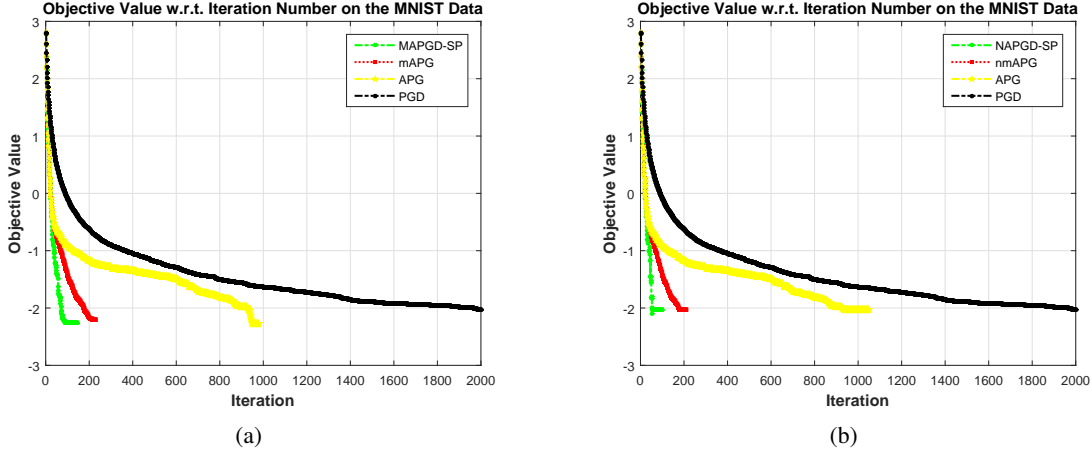 Objective Value w.r.t. Iteration Number on the MNIST Data
3
2
1
0
-1
-2
-3
Objective Value
MAPGD-SP
mAPG
APG
PGD
0 200 400 600 800 1000 1200 1400 1600 1800 2000
Iteration
(a)
Objective Value w.r.t. Iteration Number on the MNIST Data
3
2
1
0
-1
-2
-3
Objective Value
NAPGD-SP
nmAPG
APG
PGD
0 200 400 600 800 1000 1200 1400 1600 1800 2000
Iteration
(b)